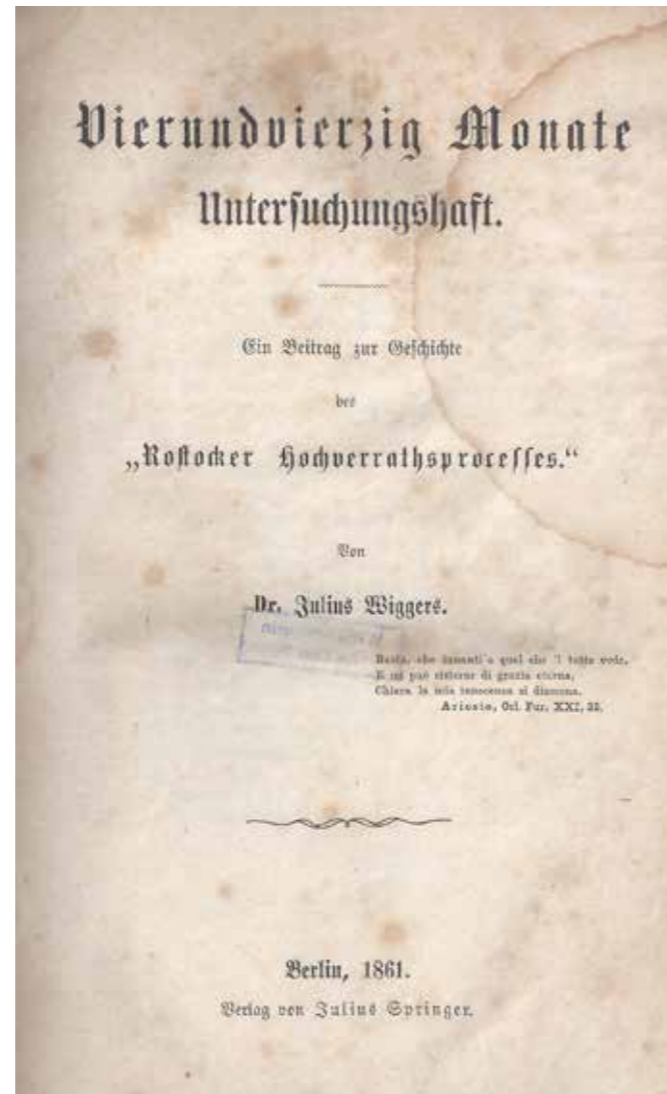 Vierundvierzig Monate
Untersuchungshaft.
Ein Beitrag zur Geschichte
des
„Rostocker Hochverrathsprocesses.“
Von
Dr. Julius Wiggers.
Basta, che innanti a quel che 'l tutto vede,
E mi può ristorar di grazia eterna,
Chiara la mia innocenza si discerna.
Ariosto, Orl. Fur. XXI,
Berlin, 1861.
Verlag von Julius Springer.